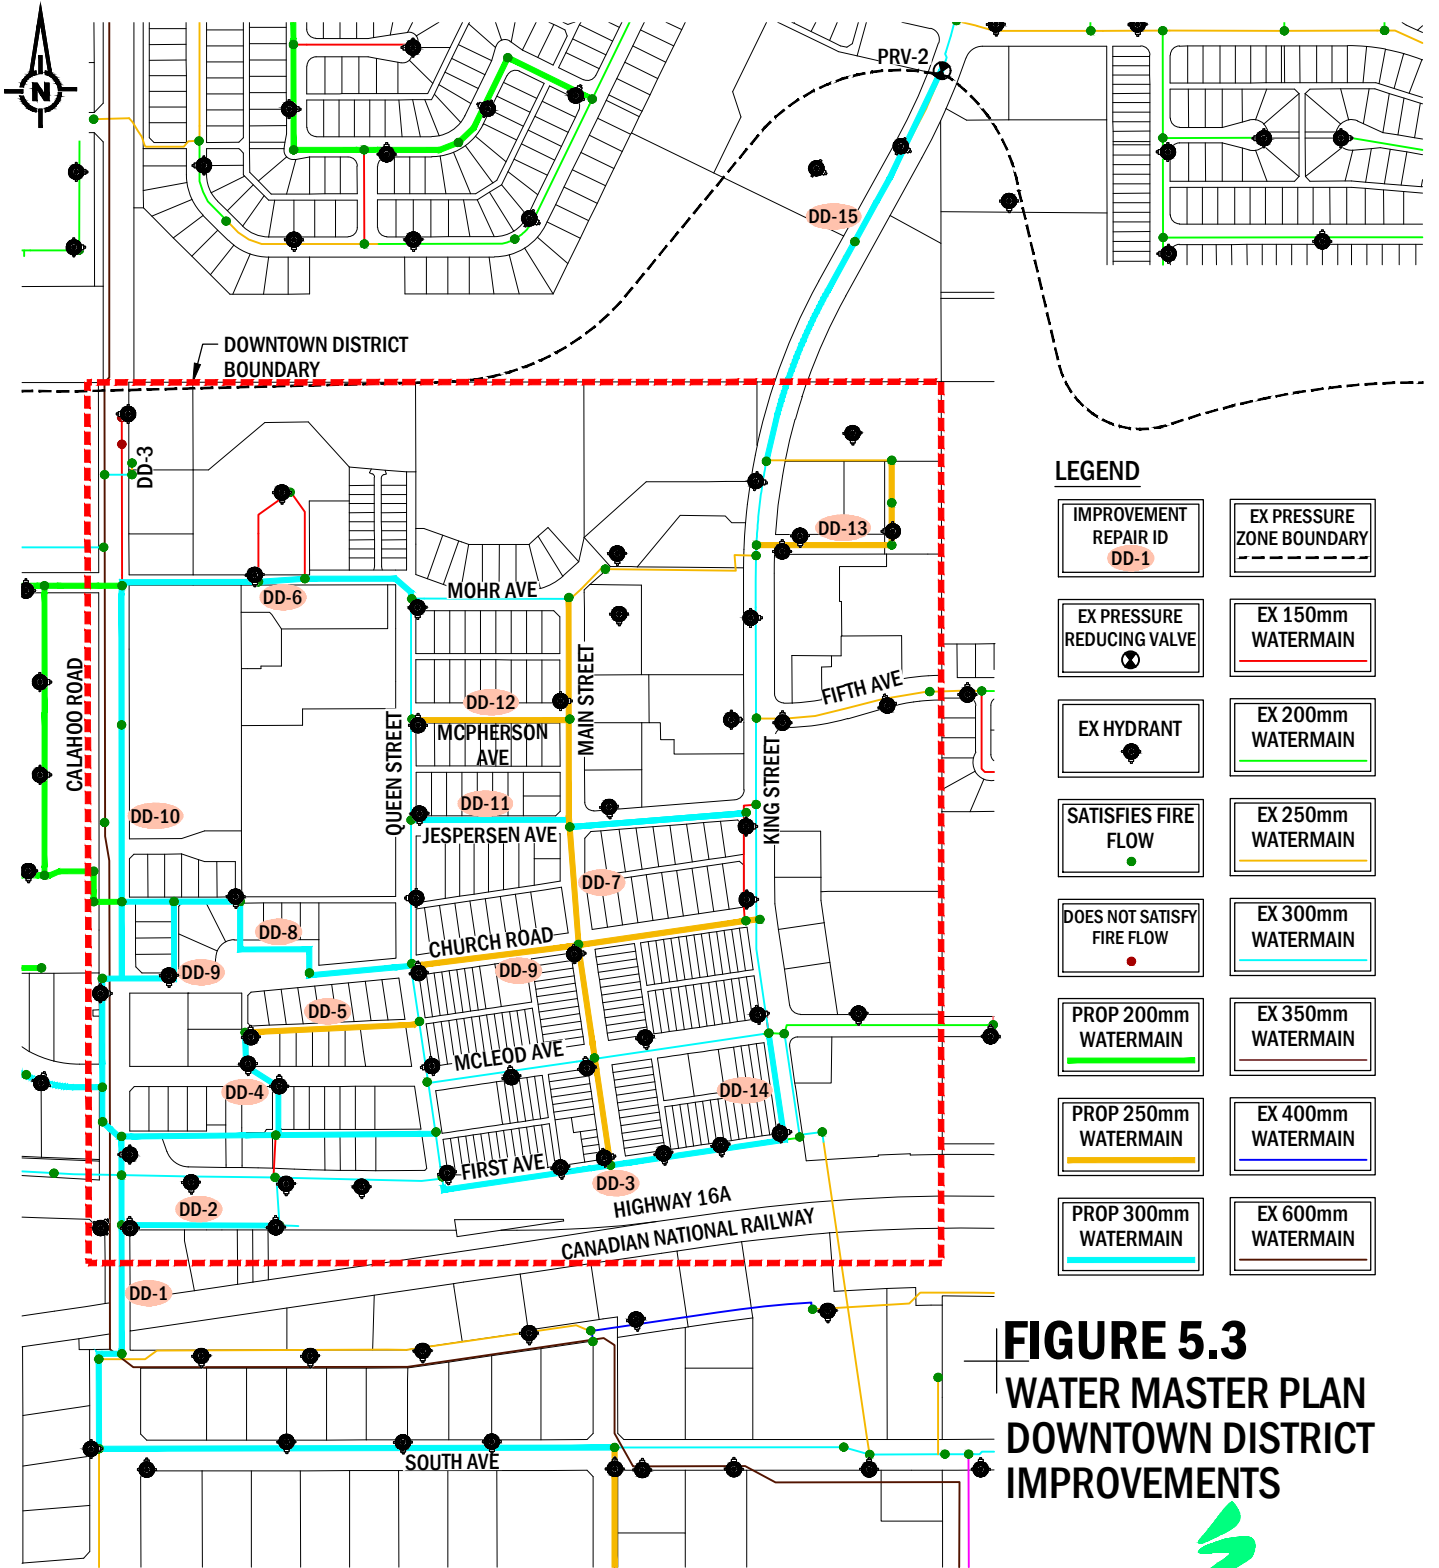 N
PRV-2
DD-15
DOWNTOWN DISTRICT
BOUNDARY
DD-3
DD-13
DD-6
MOHR AVE
CALAHOO ROAD
QUEEN STREET
MAIN STREET
KING STREET
FIFTH AVE
DD-12
MCPHERSON
AVE
DD-11
JESPERSEN AVE
DD-10
DD-7
DD-8
CHURCH ROAD
DD-9
DD-9
DD-5
MCLEOD AVE
DD-4
DD-14
FIRST AVE
DD-3
DD-2
HIGHWAY 16A
CANADIAN NATIONAL RAILWAY
DD-1
SOUTH AVE
LEGEND
IMPROVEMENT
REPAIR ID
DD-1
EX PRESSURE
ZONE BOUNDARY
EX PRESSURE
REDUCING VALVE
EX 150mm
WATERMAIN
EX HYDRANT
EX 200mm
WATERMAIN
SATISFIES FIRE
FLOW
EX 250mm
WATERMAIN
DOES NOT SATISFY
FIRE FLOW
EX 300mm
WATERMAIN
PROP 200mm
WATERMAIN
EX 350mm
WATERMAIN
PROP 250mm
WATERMAIN
EX 400mm
WATERMAIN
PROP 300mm
WATERMAIN
EX 600mm
WATERMAIN
FIGURE 5.3
WATER MASTER PLAN
DOWNTOWN DISTRICT
IMPROVEMENTS